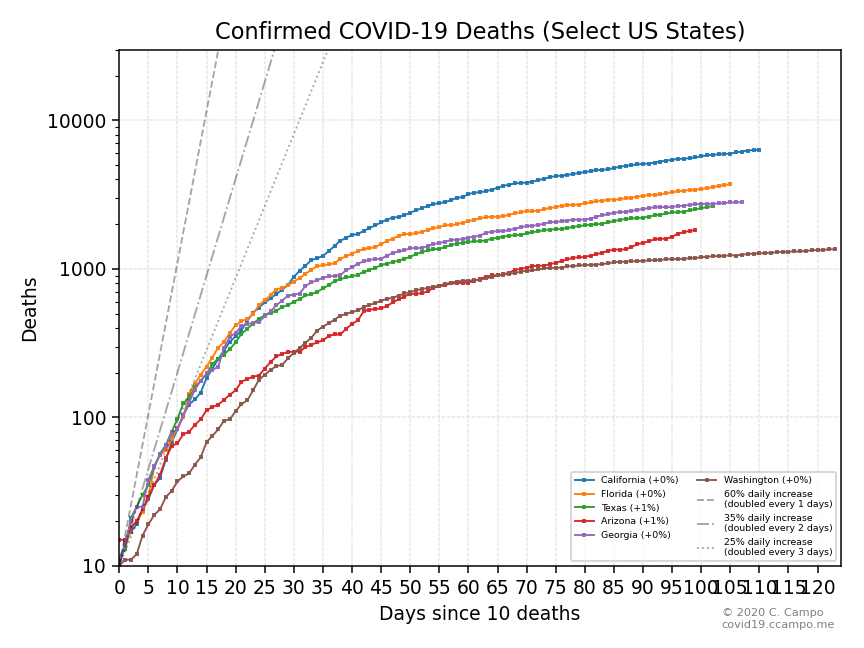 Confirmed COVID-19 Deaths (Select US States)
Deaths
10000
1000
100
10
0 5 10 15 20 25 30 35 40 45 50 55 60 65 70 75 80 85 90 95 100 105 110 115 120
Days since 10 deaths
California (+0%)
Florida (+0%)
Texas (+1%)
Arizona (+1%)
Georgia (+0%)
Washington (+0%)
60% daily increase
(doubled every 1 days)
35% daily increase
(doubled every 2 days)
25% daily increase
(doubled every 3 days)
© 2020 C. Campo
covid19.ccampo.me